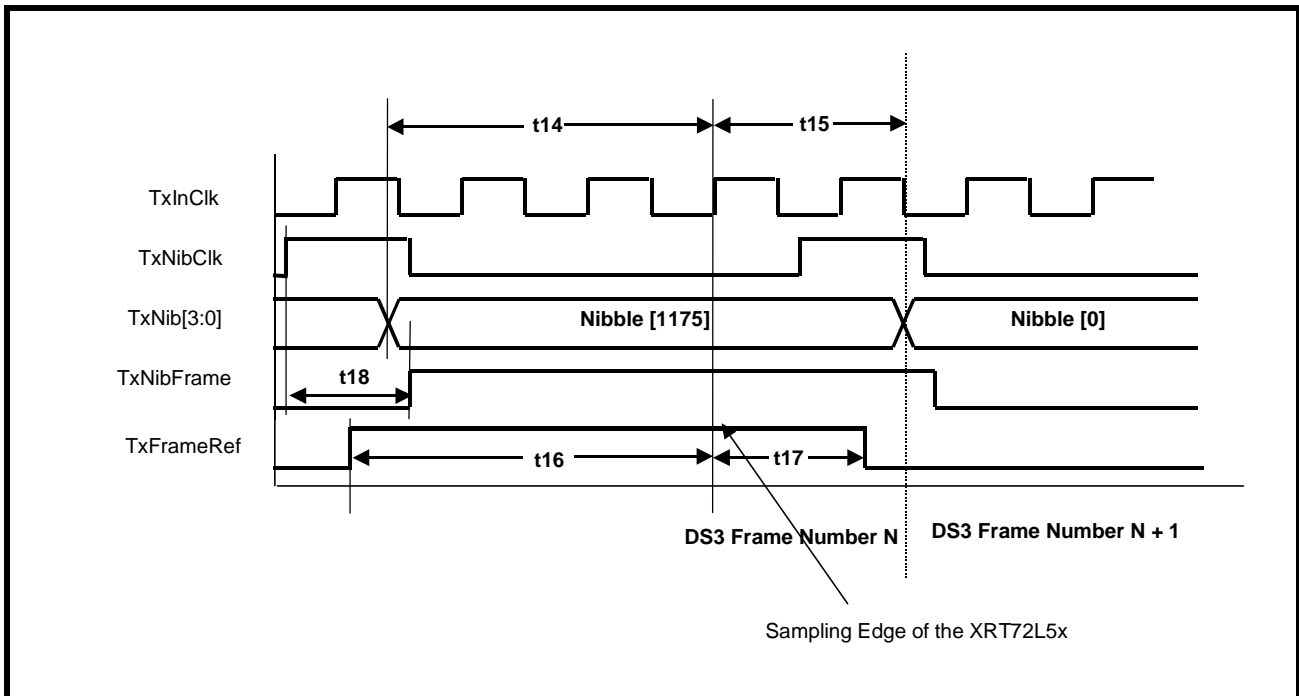 t14
t15
TxInClk
TxNibClk
TxNib[3:0]
Nibble [1175]
Nibble [0]
TxNibFrame
t18
TxFrameRef
t16
t17
DS3 Frame Number N
DS3 Frame Number N + 1
Sampling Edge of the XRT72L5x